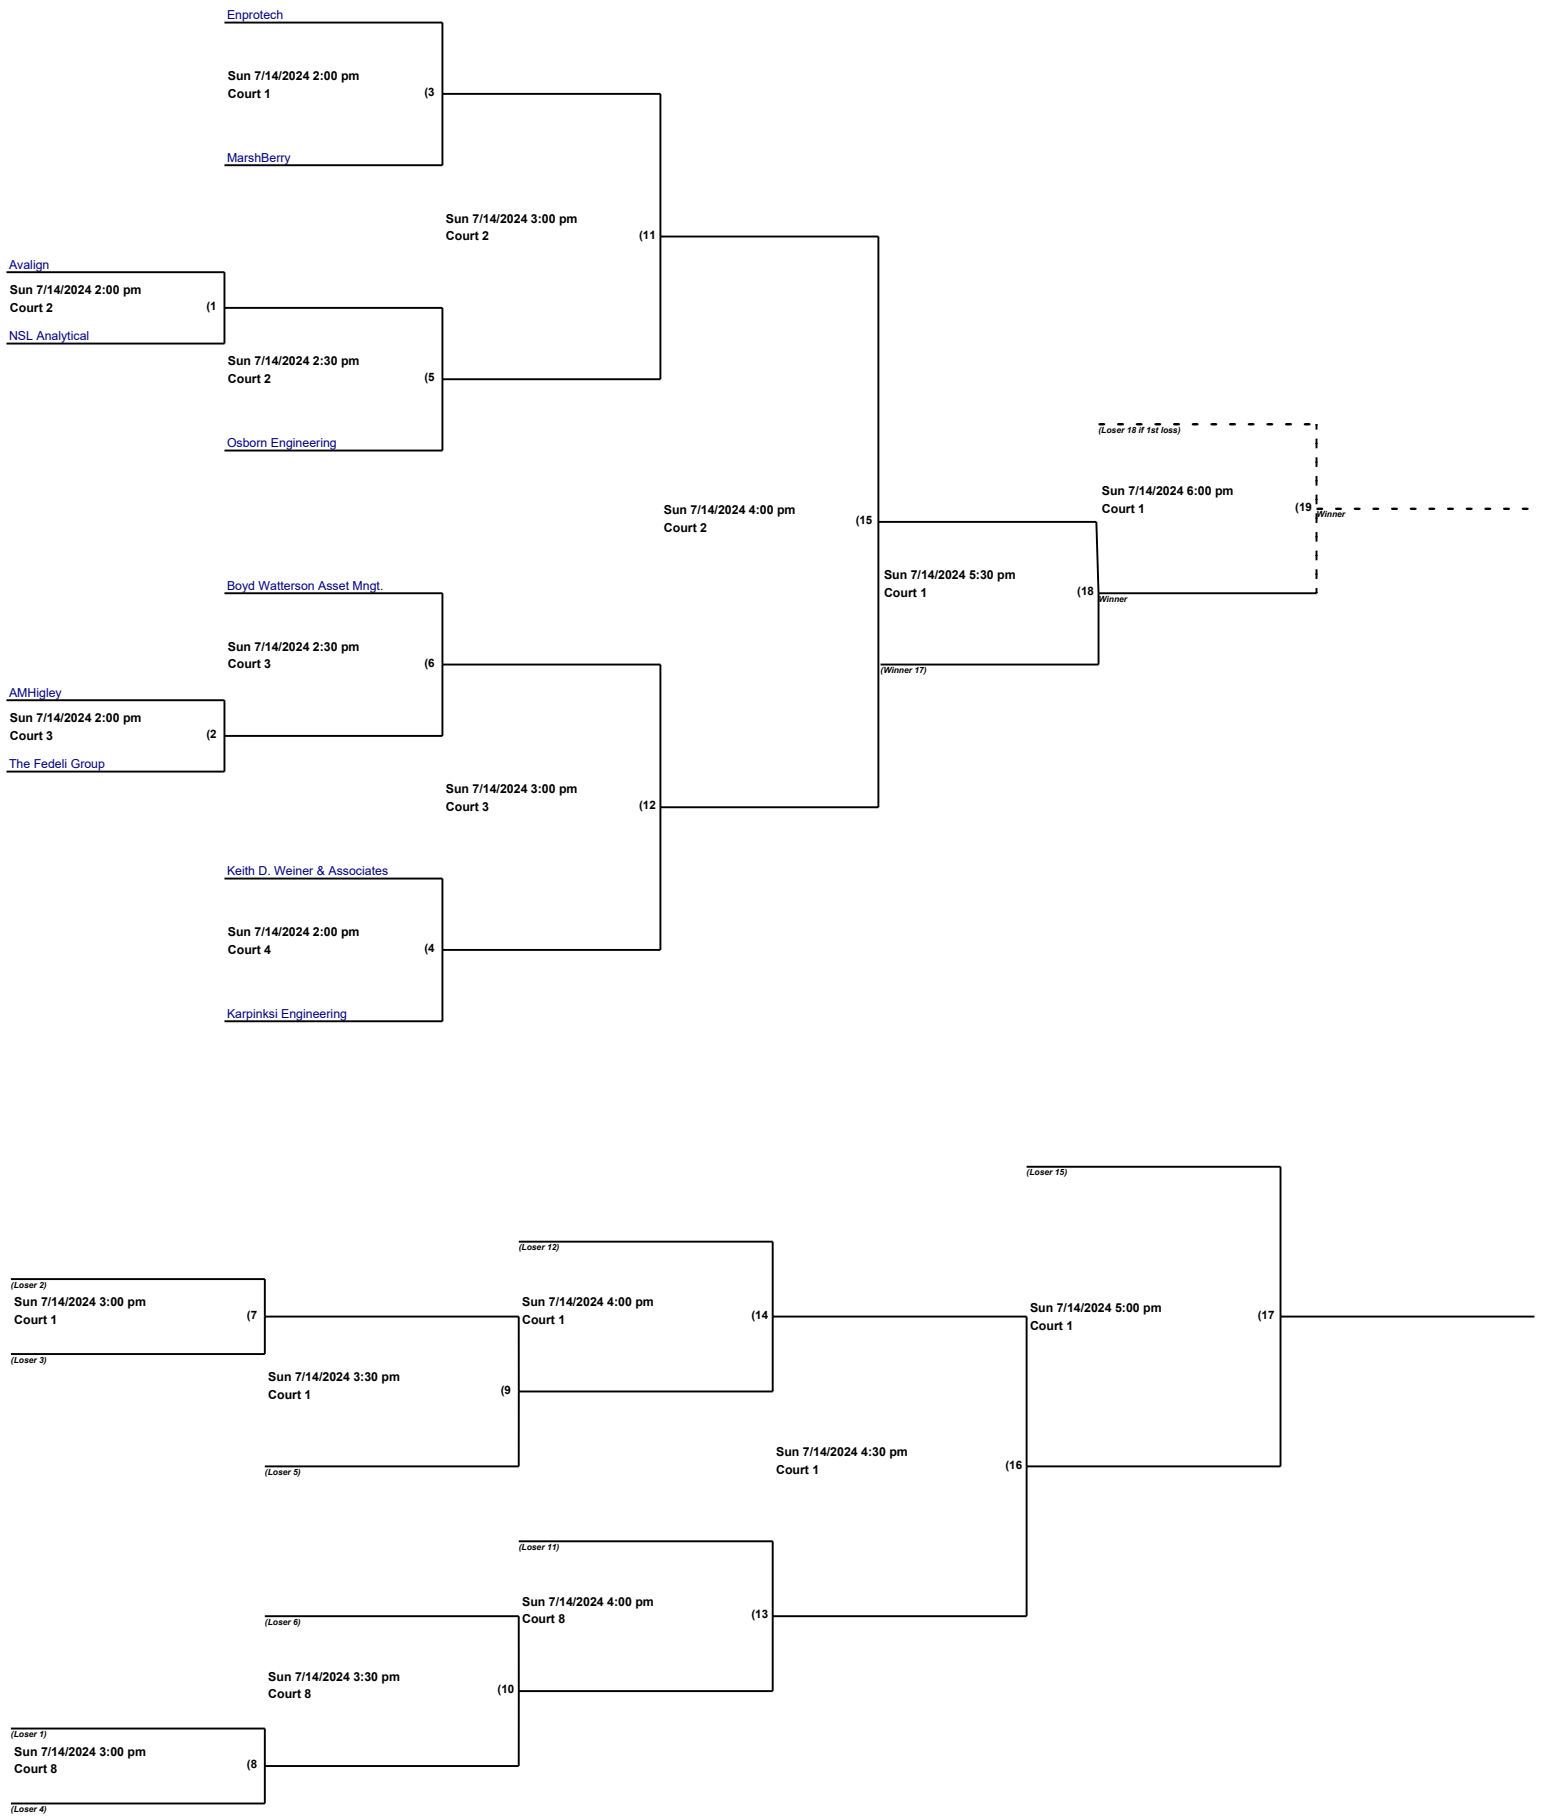 Enprotech
Sun 7/14/2024 2:00 pm
Court 1
(3
MarshBerry
Sun 7/14/2024 3:00 pm
Court 2
(11
Avalign
Sun 7/14/2024 2:00 pm
Court 2
(1
NSL Analytical
Sun 7/14/2024 2:30 pm
Court 2
(5
Osborn Engineering
(Loser 18 if 1st loss)
Sun 7/14/2024 6:00 pm
Court 1
(19
Winner
Sun 7/14/2024 4:00 pm
Court 2
(15
Sun 7/14/2024 5:30 pm
Court 1
(18
Winner
(Winner 17)
Boyd Watterson Asset Mngt.
Sun 7/14/2024 2:30 pm
Court 3
(6
AMHigley
Sun 7/14/2024 2:00 pm
Court 3
(2
The Fedeli Group
Sun 7/14/2024 3:00 pm
Court 3
(12
Keith D. Weiner & Associates
Sun 7/14/2024 2:00 pm
Court 4
(4
Karpinksi Engineering
(Loser 15)
(Loser 12)
(Loser 2)
Sun 7/14/2024 3:00 pm
Court 1
(7
(Loser 3)
Sun 7/14/2024 4:00 pm
Court 1
(14
Sun 7/14/2024 5:00 pm
Court 1
(17
Sun 7/14/2024 3:30 pm
Court 1
(9
(Loser 5)
Sun 7/14/2024 4:30 pm
Court 1
(16
(Loser 11)
Sun 7/14/2024 4:00 pm
Court 8
(13
(Loser 6)
Sun 7/14/2024 3:30 pm
Court 8
(10
(Loser 1)
Sun 7/14/2024 3:00 pm
Court 8
(8
(Loser 4)